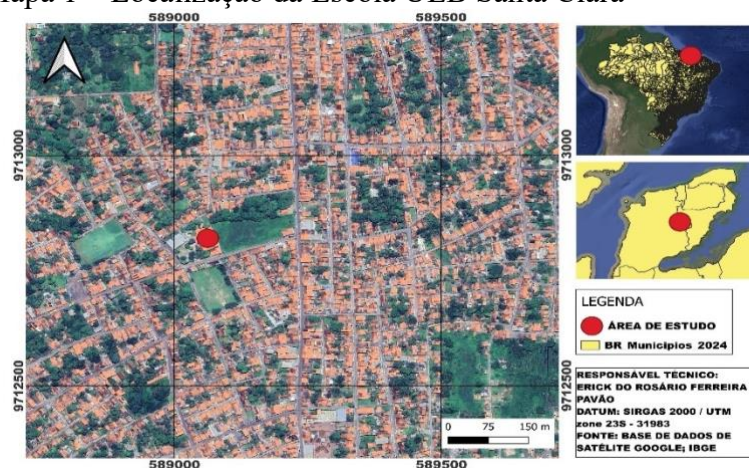 Mapa 1 – Localização da Escola UEB Santa Clara
589000
589500
9713000
9713000
9712500
9712500
0 75 150 m
589000
589500
LEGENDA
ÁREA DE ESTUDO
BR Municipios 2024
RESPONSÁVEL TÉCNICO:
ERICK DO ROSÁRIO FERREIRA
PAVÃO
DATUM: SIRGAS 2000 / UTM
zone 23S - 31983
FONTE: BASE DE DADOS DE
SATÉLITE GOOGLE; IBGE